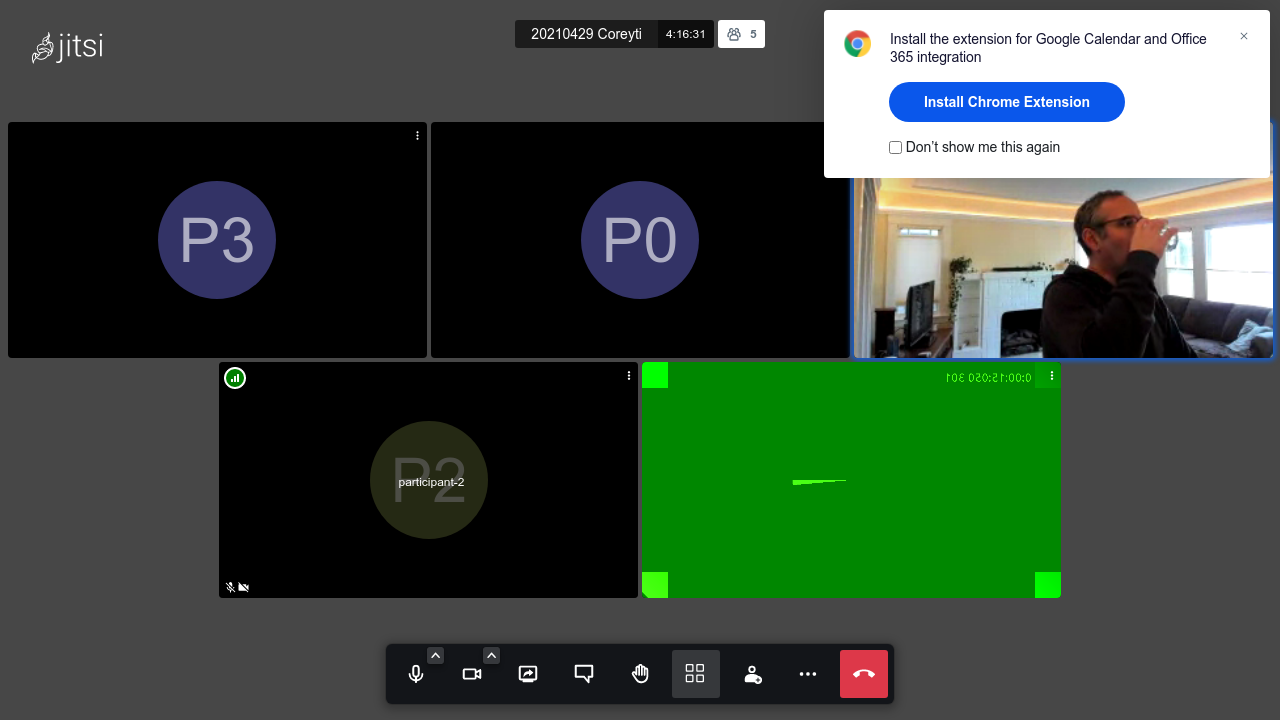 jitsi
20210429 Coreyti 4:16:31 5
Install the extension for Google Calendar and Office
365 integration
Install Chrome Extension
Don't show me this again
P3
P0
P2
participant-2
0:00:15:050 301